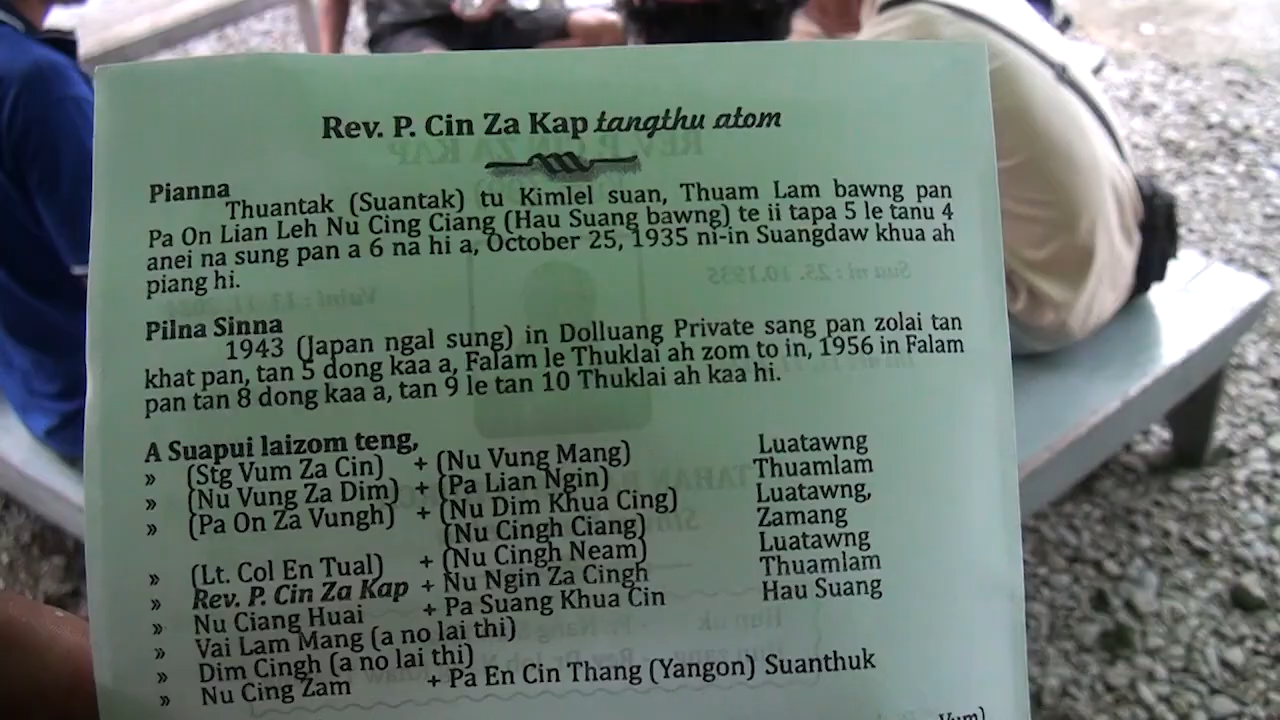 Rev. P. Cin Za Kap tangthu atom
Pianna
Thuantak (Suantak) tu Kimlel suan, Thuam Lam bawng pan
Pa On Lian Leh Nu Cing Ciang (Hau Suang bawng) te ii tapa 5 le tanu 4
anei na sung pan a 6 na hi a, October 25, 1935 ni-in Suangdaw khua ah
piang hi.
Pilna Sinna
1943 (Japan ngal sung) in Dolluang Private sang pan zolai tan
khat pan, tan 5 dong kaa a, Falam le Thuklai ah zom to in, 1956 in Falam
pan tan 8 dong kaa a, tan 9 le tan 10 Thuklai ah kaa hi.
A Suapui laizom teng,
» (Stg Vum Za Cin) + (Nu Vung Mang) Luatawng
» (Nu Vung Za Dim) + (Pa Lian Ngin) Thuamlam
» (Pa On Za Vungh) + (Nu Dim Khua Cing) Luatawng,
(Nu Cingh Ciang) Zamang
» (Lt. Col En Tual) + (Nu Cingh Neam) Luatawng
» Rev. P. Cin Za Kap + Nu Ngin Za Cingh Thuamlam
» Nu Ciang Huai + Pa Suang Khua Cin Hau Suang
» Vai Lam Mang (a no lai thi)
» Dim Cingh (a no lai thi)
» Nu Cing Zam + Pa En Cin Thang (Yangon) Suanthuk
Vum)